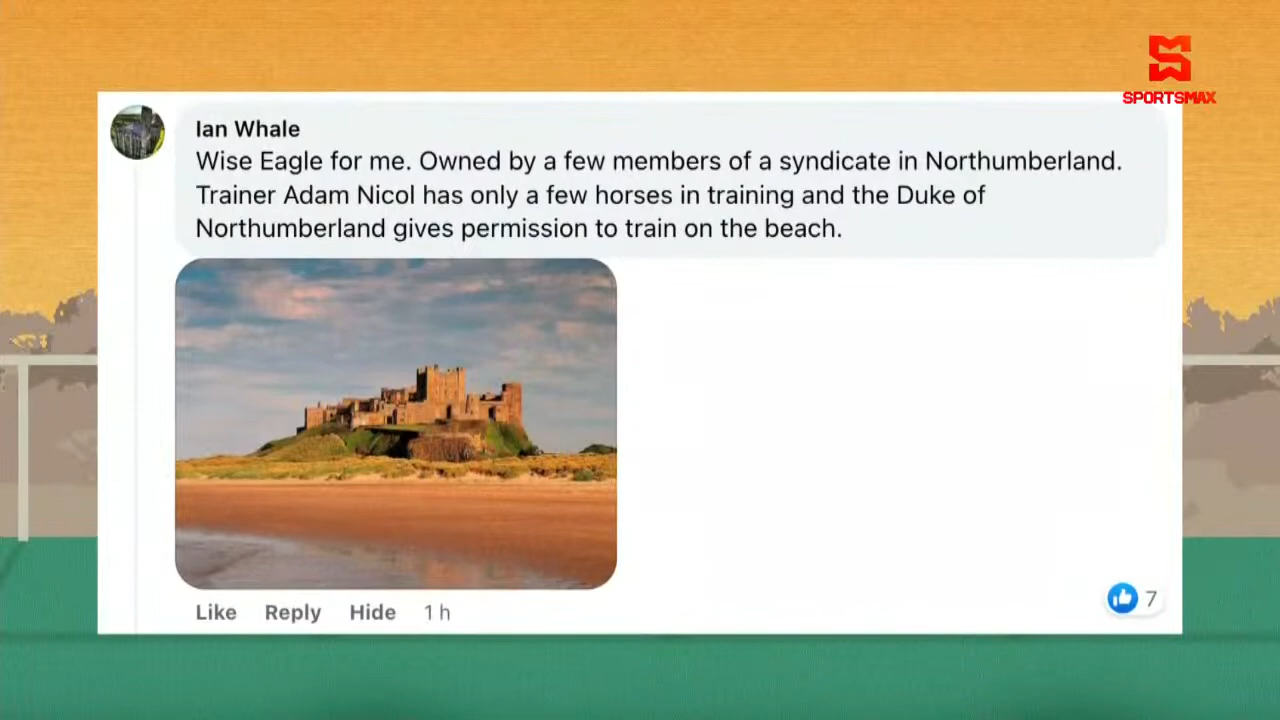 SPORTSMAX
Ian Whale
Wise Eagle for me. Owned by a few members of a syndicate in Northumberland.
Trainer Adam Nicol has only a few horses in training and the Duke of
Northumberland gives permission to train on the beach.
Like Reply Hide 1 h
7